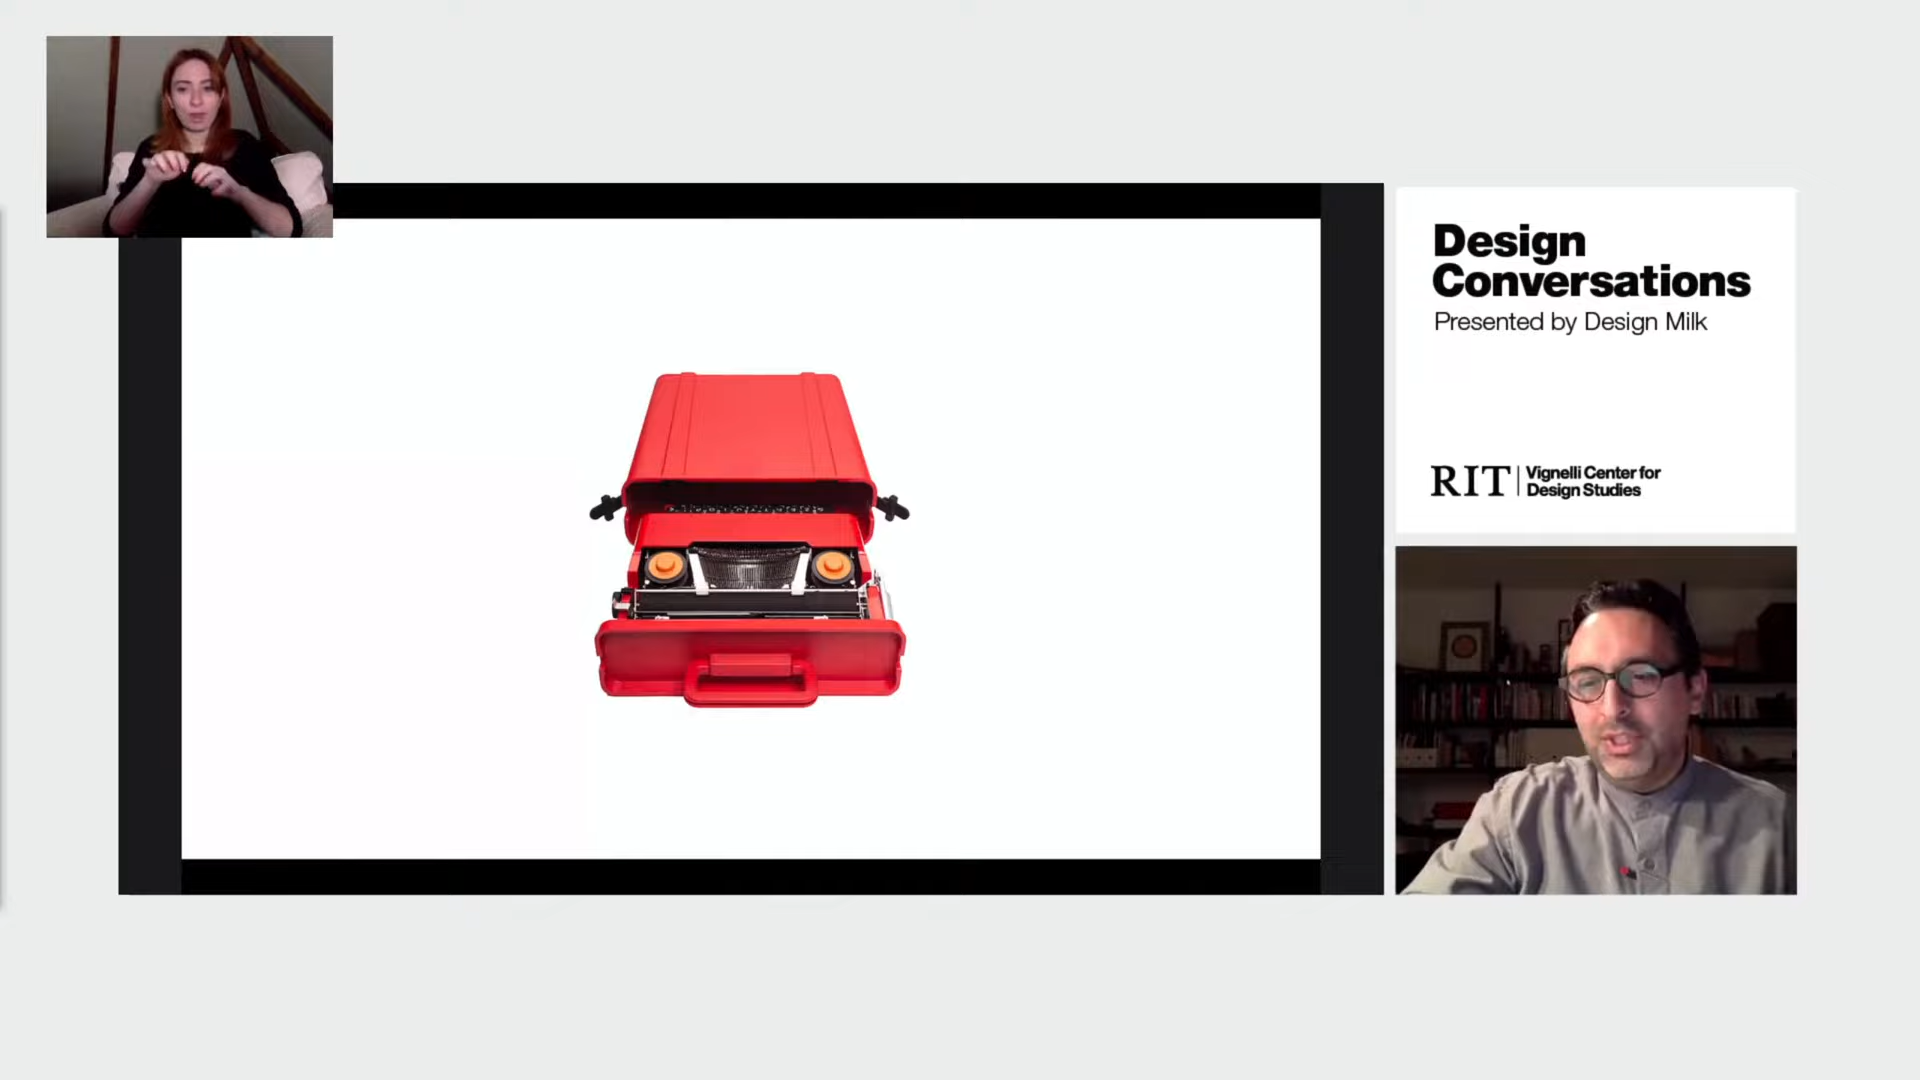 Design
Conversations
Presented by Design Milk
RIT
Vignelli Center for
Design Studies